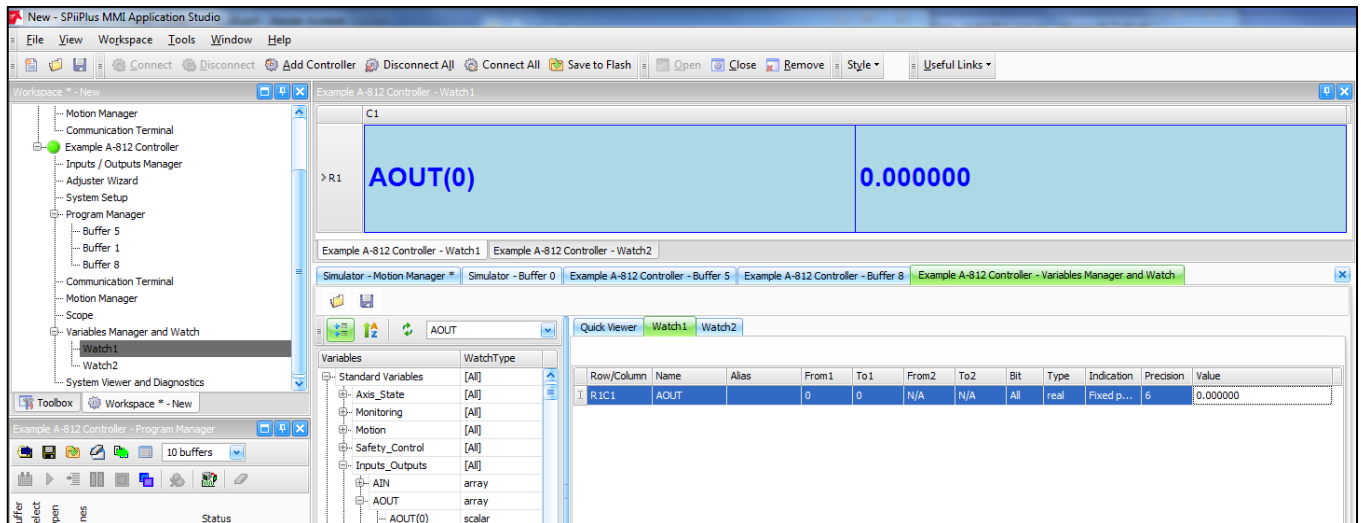 New - SPiiPlus MMI Application Studio
File View Workspace Tools Window Help
Connect Disconnect Add Controller Disconnect All Connect All Save to Flash Open Close Remove Style Useful Links
Workspace * - New
Motion Manager
Communication Terminal
Example A-812 Controller
Inputs / Outputs Manager
Adjuster Wizard
System Setup
Program Manager
Buffer 5
Buffer 1
Buffer 8
Communication Terminal
Motion Manager
Scope
Variables Manager and Watch
Watch1
Watch2
System Viewer and Diagnostics
Toolbox Workspace * - New
Example A-812 Controller - Program Manager
10 buffers
Status
Example A-812 Controller - Watch1
C1
>R1 AOUT(0) 0.000000
Example A-812 Controller - Watch1 Example A-812 Controller - Watch2
Simulator - Motion Manager * Simulator - Buffer 0 Example A-812 Controller - Buffer 5 Example A-812 Controller - Buffer 8 Example A-812 Controller - Variables Manager and Watch
AOUT
Variables WatchType
Standard Variables [All]
Axis_State [All]
Monitoring [All]
Motion [All]
Safety_Control [All]
Inputs_Outputs [All]
AIN array
AOUT array
AOUT(0) scalar
Quick Viewer Watch1 Watch2
Row/Column Name Alias From1 To1 From2 To2 Bit Type Indication Precision Value
R1C1 AOUT 0 0 N/A N/A All real Fixed p... 6 0.000000